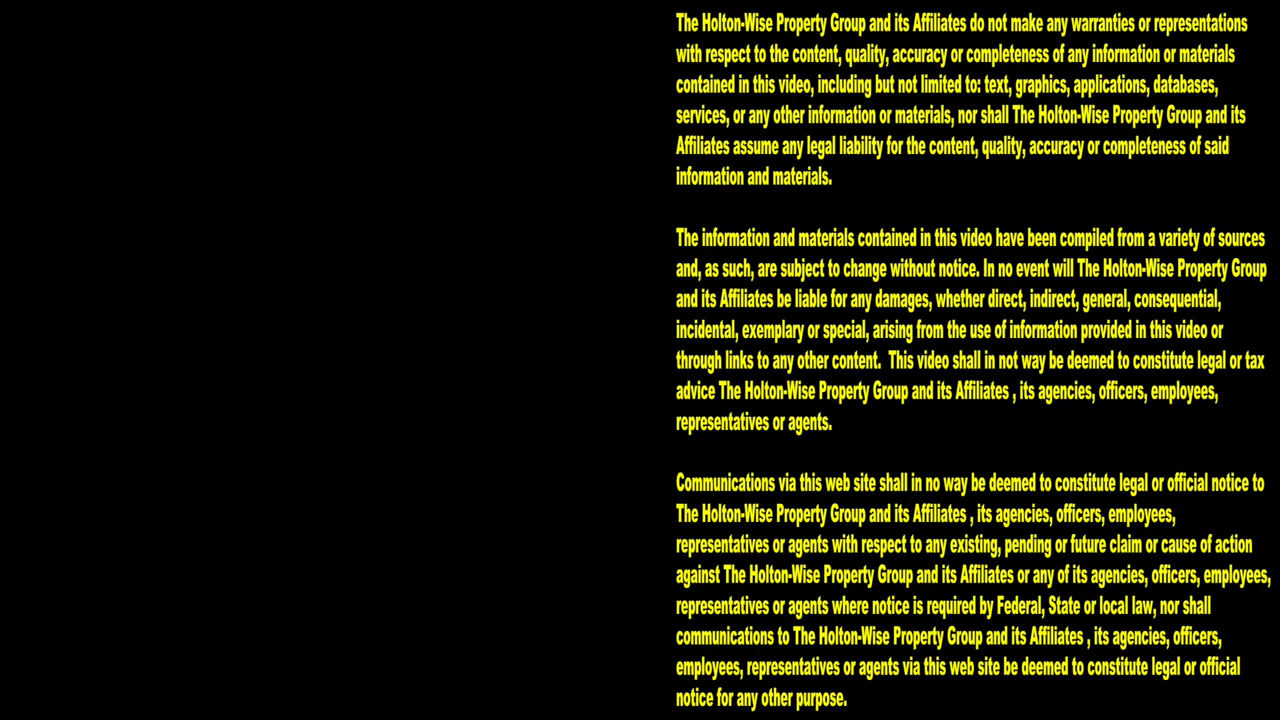 The Holton-Wise Property Group and its Affiliates do not make any warranties or representations
with respect to the content, quality, accuracy or completeness of any information or materials
contained in this video, including but not limited to: text, graphics, applications, databases,
services, or any other information or materials, nor shall The Holton-Wise Property Group and its
Affiliates assume any legal liability for the content, quality, accuracy or completeness of said
information and materials.
The information and materials contained in this video have been compiled from a variety of sources
and, as such, are subject to change without notice. In no event will The Holton-Wise Property Group
and its Affiliates be liable for any damages, whether direct, indirect, general, consequential,
incidental, exemplary or special, arising from the use of information provided in this video or
through links to any other content.  This video shall in not way be deemed to constitute legal or tax
advice The Holton-Wise Property Group and its Affiliates , its agencies, officers, employees,
representatives or agents.
Communications via this web site shall in no way be deemed to constitute legal or official notice to
The Holton-Wise Property Group and its Affiliates , its agencies, officers, employees,
representatives or agents with respect to any existing, pending or future claim or cause of action
against The Holton-Wise Property Group and its Affiliates or any of its agencies, officers, employees,
representatives or agents where notice is required by Federal, State or local law, nor shall
communications to The Holton-Wise Property Group and its Affiliates , its agencies, officers,
employees, representatives or agents via this web site be deemed to constitute legal or official
notice for any other purpose.